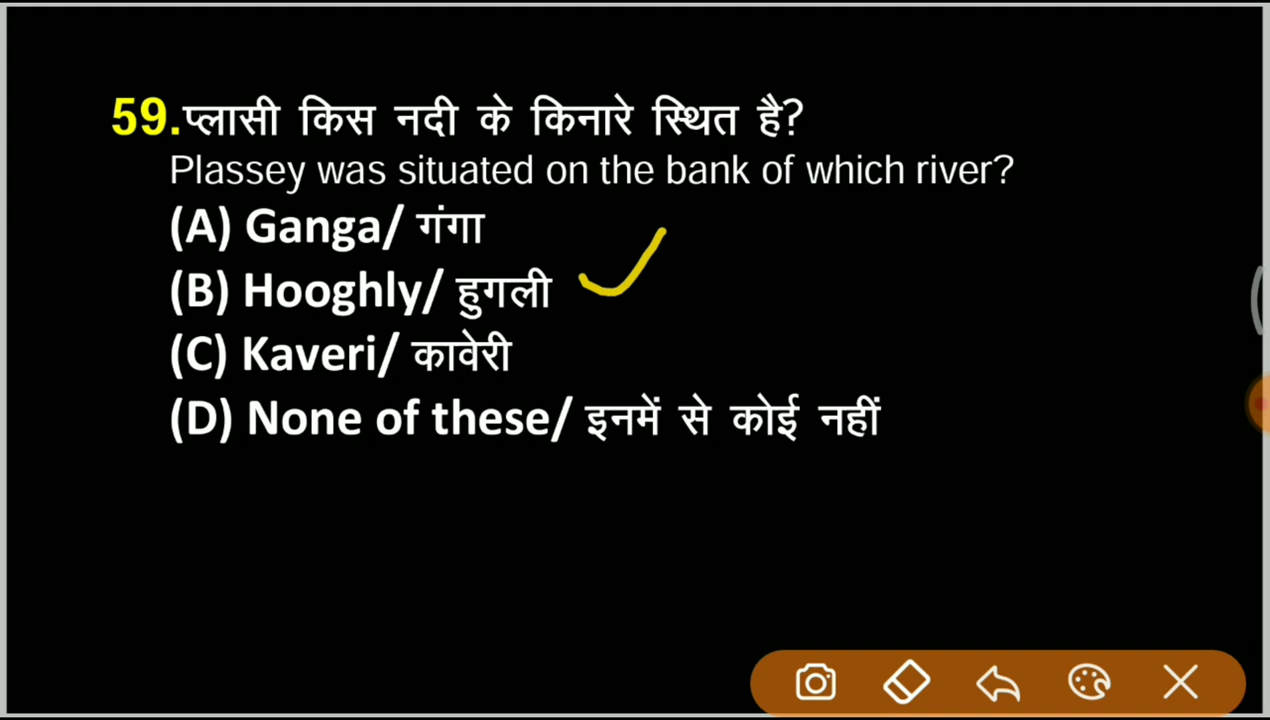 59.प्लासी किस नदी के किनारे स्थित है?
Plassey was situated on the bank of which river?
(A) Ganga/ गंगा
(B) Hooghly/ हुगली
(C) Kaveri/ कावेरी
(D) None of these/ इनमें से कोई नहीं